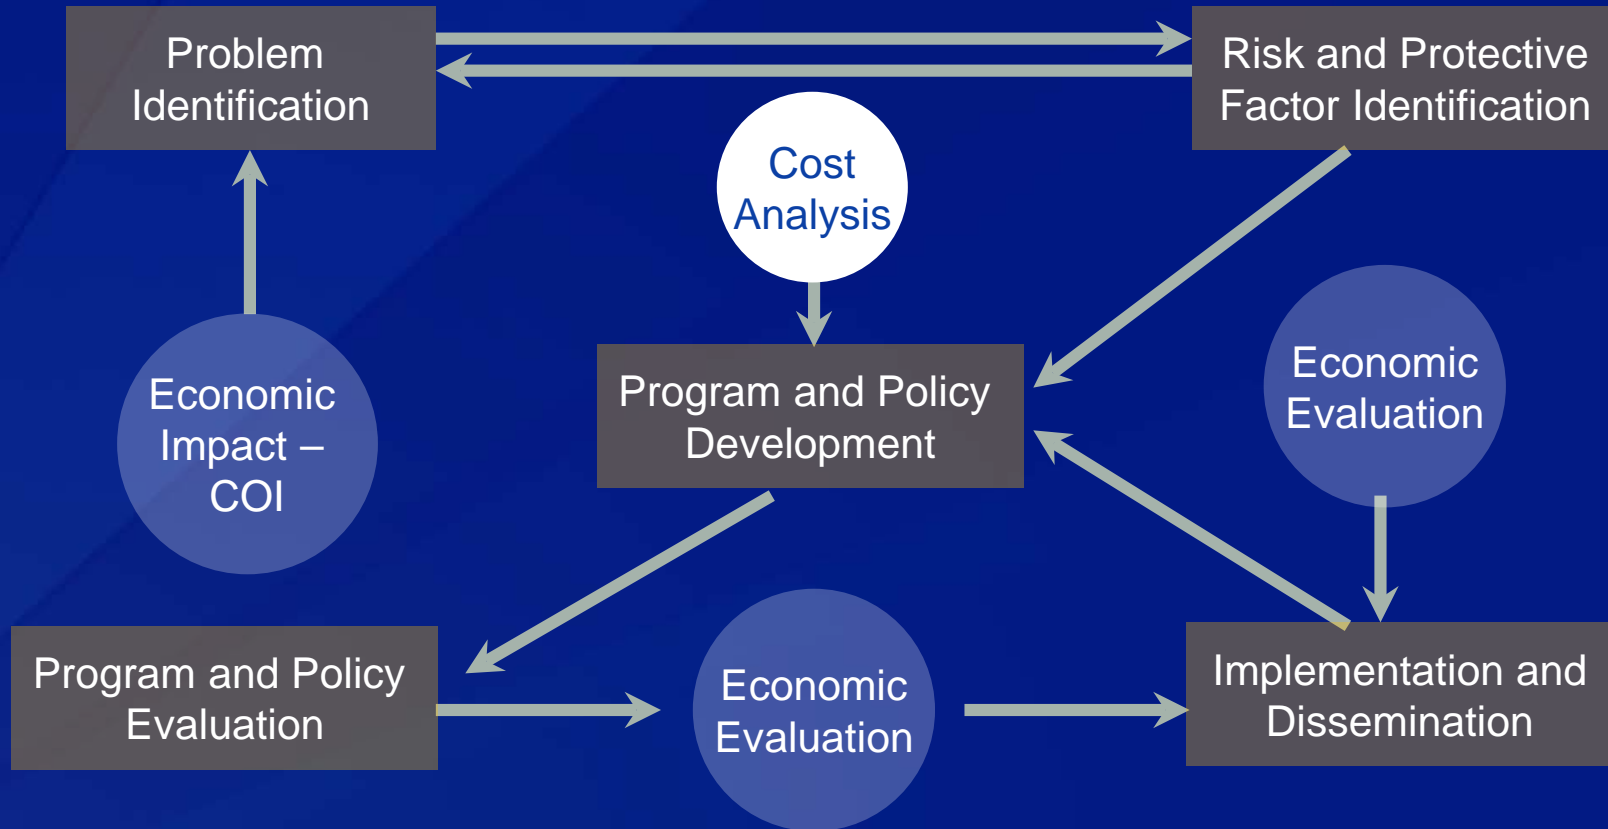 Problem
Identification
Risk and Protective
Factor Identification
Cost
Analysis
Economic
Impact –
COI
Program and Policy
Development
Economic
Evaluation
Program and Policy
Evaluation
Economic
Evaluation
Implementation and
Dissemination